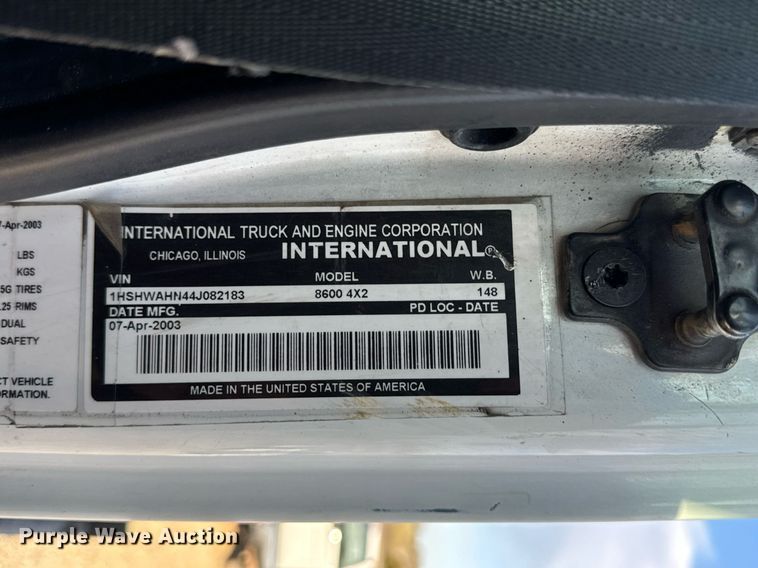 7-Apr-2003
LBS
KGS
5G TIRES
.25 RIMS
DUAL
SAFETY
CT VEHICLE
ORMATION.
INTERNATIONAL TRUCK AND ENGINE CORPORATION
CHICAGO, ILLINOIS INTERNATIONAL®
VIN MODEL W.B.
1HSHWAHN44J082183 8600 4X2 148
DATE MFG. PD LOC - DATE
07-Apr-2003
MADE IN THE UNITED STATES OF AMERICA
Purple Wave Auction